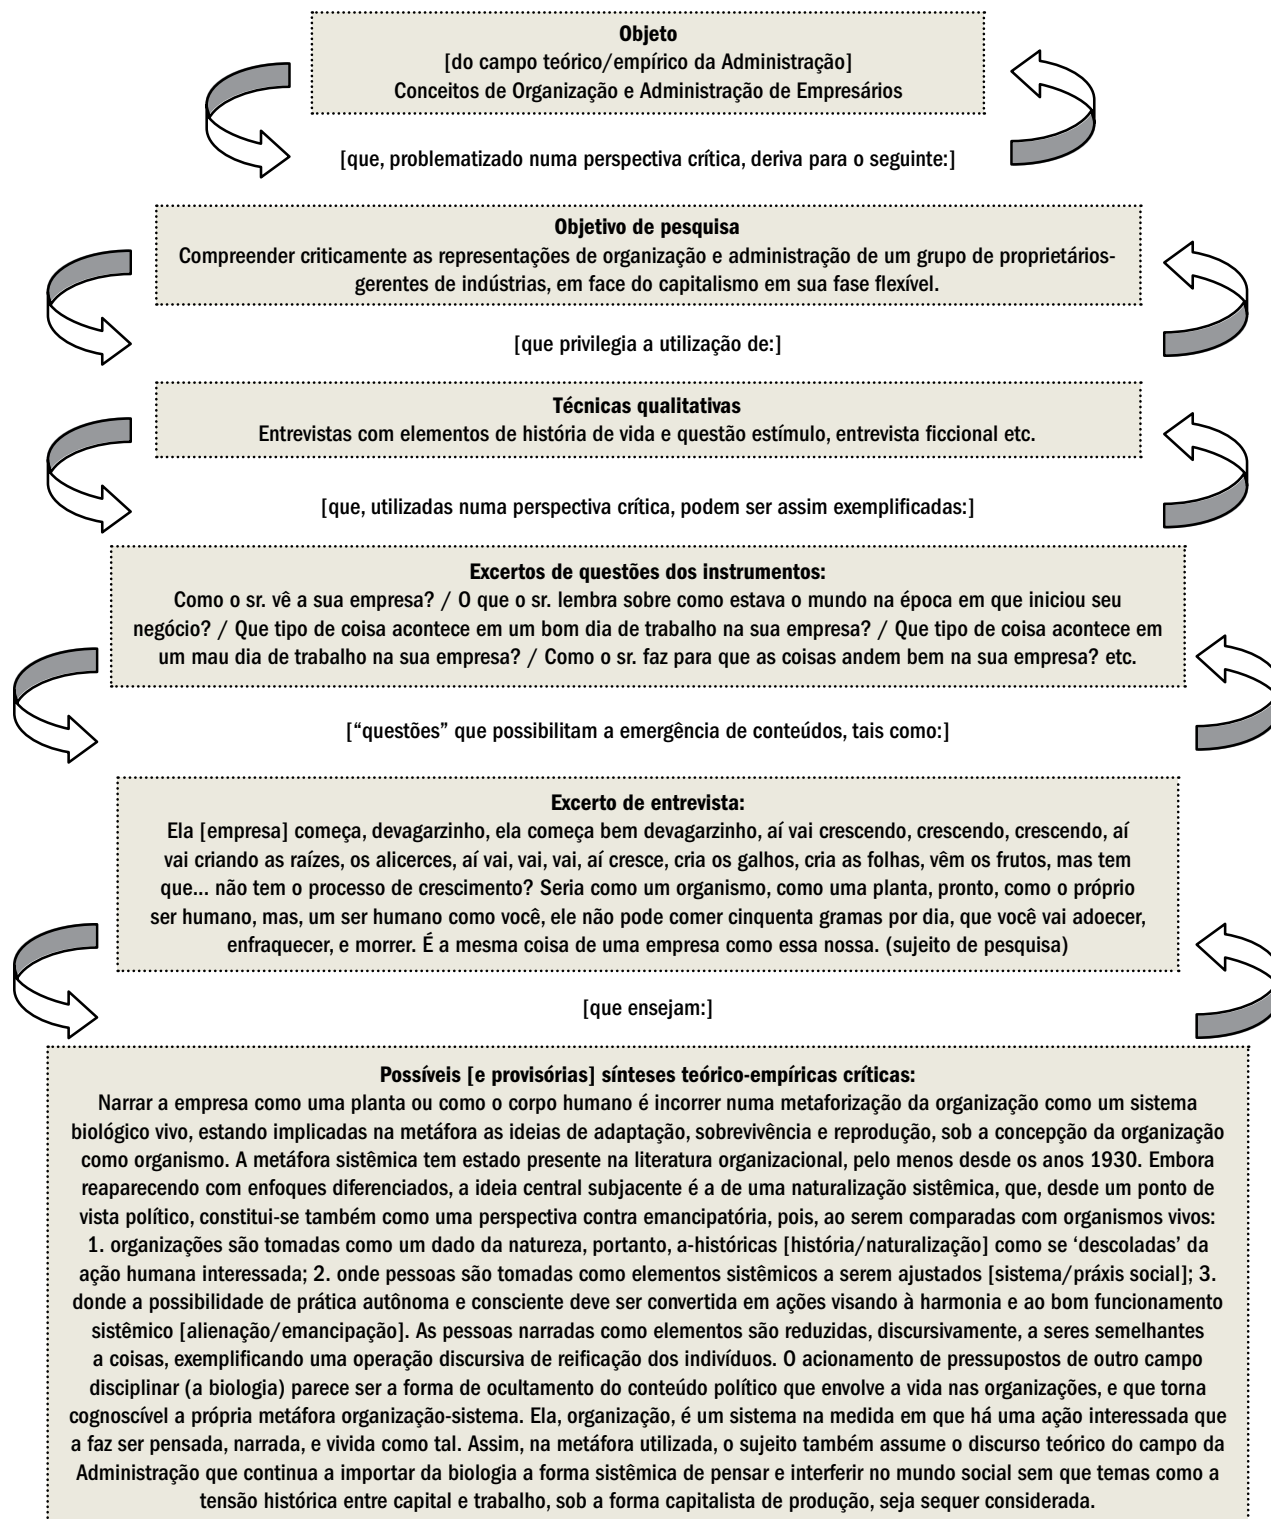 Objeto
[do campo teórico/empírico da Administração]
Conceitos de Organização e Administração de Empresários
[que, problematizado numa perspectiva crítica, deriva para o seguinte:]
Objetivo de pesquisa
Compreender criticamente as representações de organização e administração de um grupo de proprietários-
gerentes de indústrias, em face do capitalismo em sua fase flexível.
[que privilegia a utilização de:]
Técnicas qualitativas
Entrevistas com elementos de história de vida e questão estímulo, entrevista ficcional etc.
[que, utilizadas numa perspectiva crítica, podem ser assim exemplificadas:]
Excertos de questões dos instrumentos:
Como o sr. vê a sua empresa? / O que o sr. lembra sobre como estava o mundo na época em que iniciou seu
negócio? / Que tipo de coisa acontece em um bom dia de trabalho na sua empresa? / Que tipo de coisa acontece em
um mau dia de trabalho na sua empresa? / Como o sr. faz para que as coisas andem bem na sua empresa? etc.
[“questões” que possibilitam a emergência de conteúdos, tais como:]
Excerto de entrevista:
Ela [empresa] começa, devagarzinho, ela começa bem devagarzinho, aí vai crescendo, crescendo, crescendo, aí
vai criando as raízes, os alicerces, aí vai, vai, vai, aí cresce, cria os galhos, cria as folhas, vêm os frutos, mas tem
que... não tem o processo de crescimento? Seria como um organismo, como uma planta, pronto, como o próprio
ser humano, mas, um ser humano como você, ele não pode comer cinquenta gramas por dia, que você vai adoecer,
enfraquecer, e morrer. É a mesma coisa de uma empresa como essa nossa. (sujeito de pesquisa)
[que ensejam:]
Possíveis [e provisórias] sínteses teórico-empíricas críticas:
Narrar a empresa como uma planta ou como o corpo humano é incorrer numa metaforização da organização como um sistema
biológico vivo, estando implicadas na metáfora as ideias de adaptação, sobrevivência e reprodução, sob a concepção da organização
como organismo. A metáfora sistêmica tem estado presente na literatura organizacional, pelo menos desde os anos 1930. Embora
reaparecendo com enfoques diferenciados, a ideia central subjacente é a de uma naturalização sistêmica, que, desde um ponto de
vista político, constitui-se também como uma perspectiva contra emancipatória, pois, ao serem comparadas com organismos vivos:
1. organizações são tomadas como um dado da natureza, portanto, a-históricas [história/naturalização] como se ‘descoladas’ da
ação humana interessada; 2. onde pessoas são tomadas como elementos sistêmicos a serem ajustados [sistema/práxis social]; 3.
donde a possibilidade de prática autônoma e consciente deve ser convertida em ações visando à harmonia e ao bom funcionamento
sistêmico [alienação/emancipação]. As pessoas narradas como elementos são reduzidas, discursivamente, a seres semelhantes
a coisas, exemplificando uma operação discursiva de reificação dos indivíduos. O acionamento de pressupostos de outro campo
disciplinar (a biologia) parece ser a forma de ocultamento do conteúdo político que envolve a vida nas organizações, e que torna
cognoscível a própria metáfora organização-sistema. Ela, organização, é um sistema na medida em que há uma ação interessada que
a faz ser pensada, narrada, e vivida como tal. Assim, na metáfora utilizada, o sujeito também assume o discurso teórico do campo da
Administração que continua a importar da biologia a forma sistêmica de pensar e interferir no mundo social sem que temas como a
tensão histórica entre capital e trabalho, sob a forma capitalista de produção, seja sequer considerada.